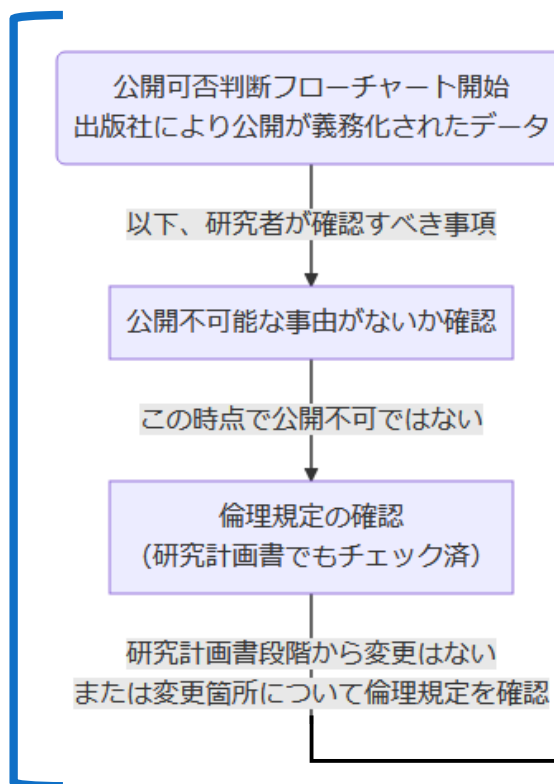 公開可否判断フローチャート開始
出版社により公開が義務化されたデータ
以下、研究者が確認すべき事項
公開不可能な事由がないか確認
この時点で公開不可ではない
倫理規定の確認
（研究計画書でもチェック済）
研究計画書段階から変更はない
または変更箇所について倫理規定を確認